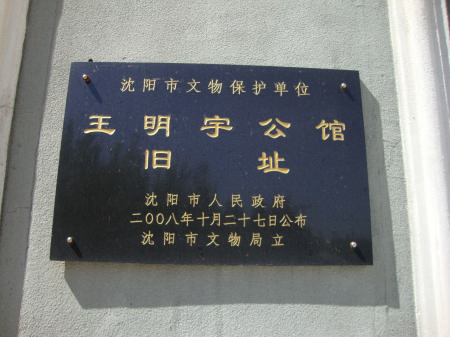 沈阳市文物保护单位
王明宇公馆
旧址
沈阳市人民政府
二〇〇八年十月二十七日公布
沈阳市文物局立